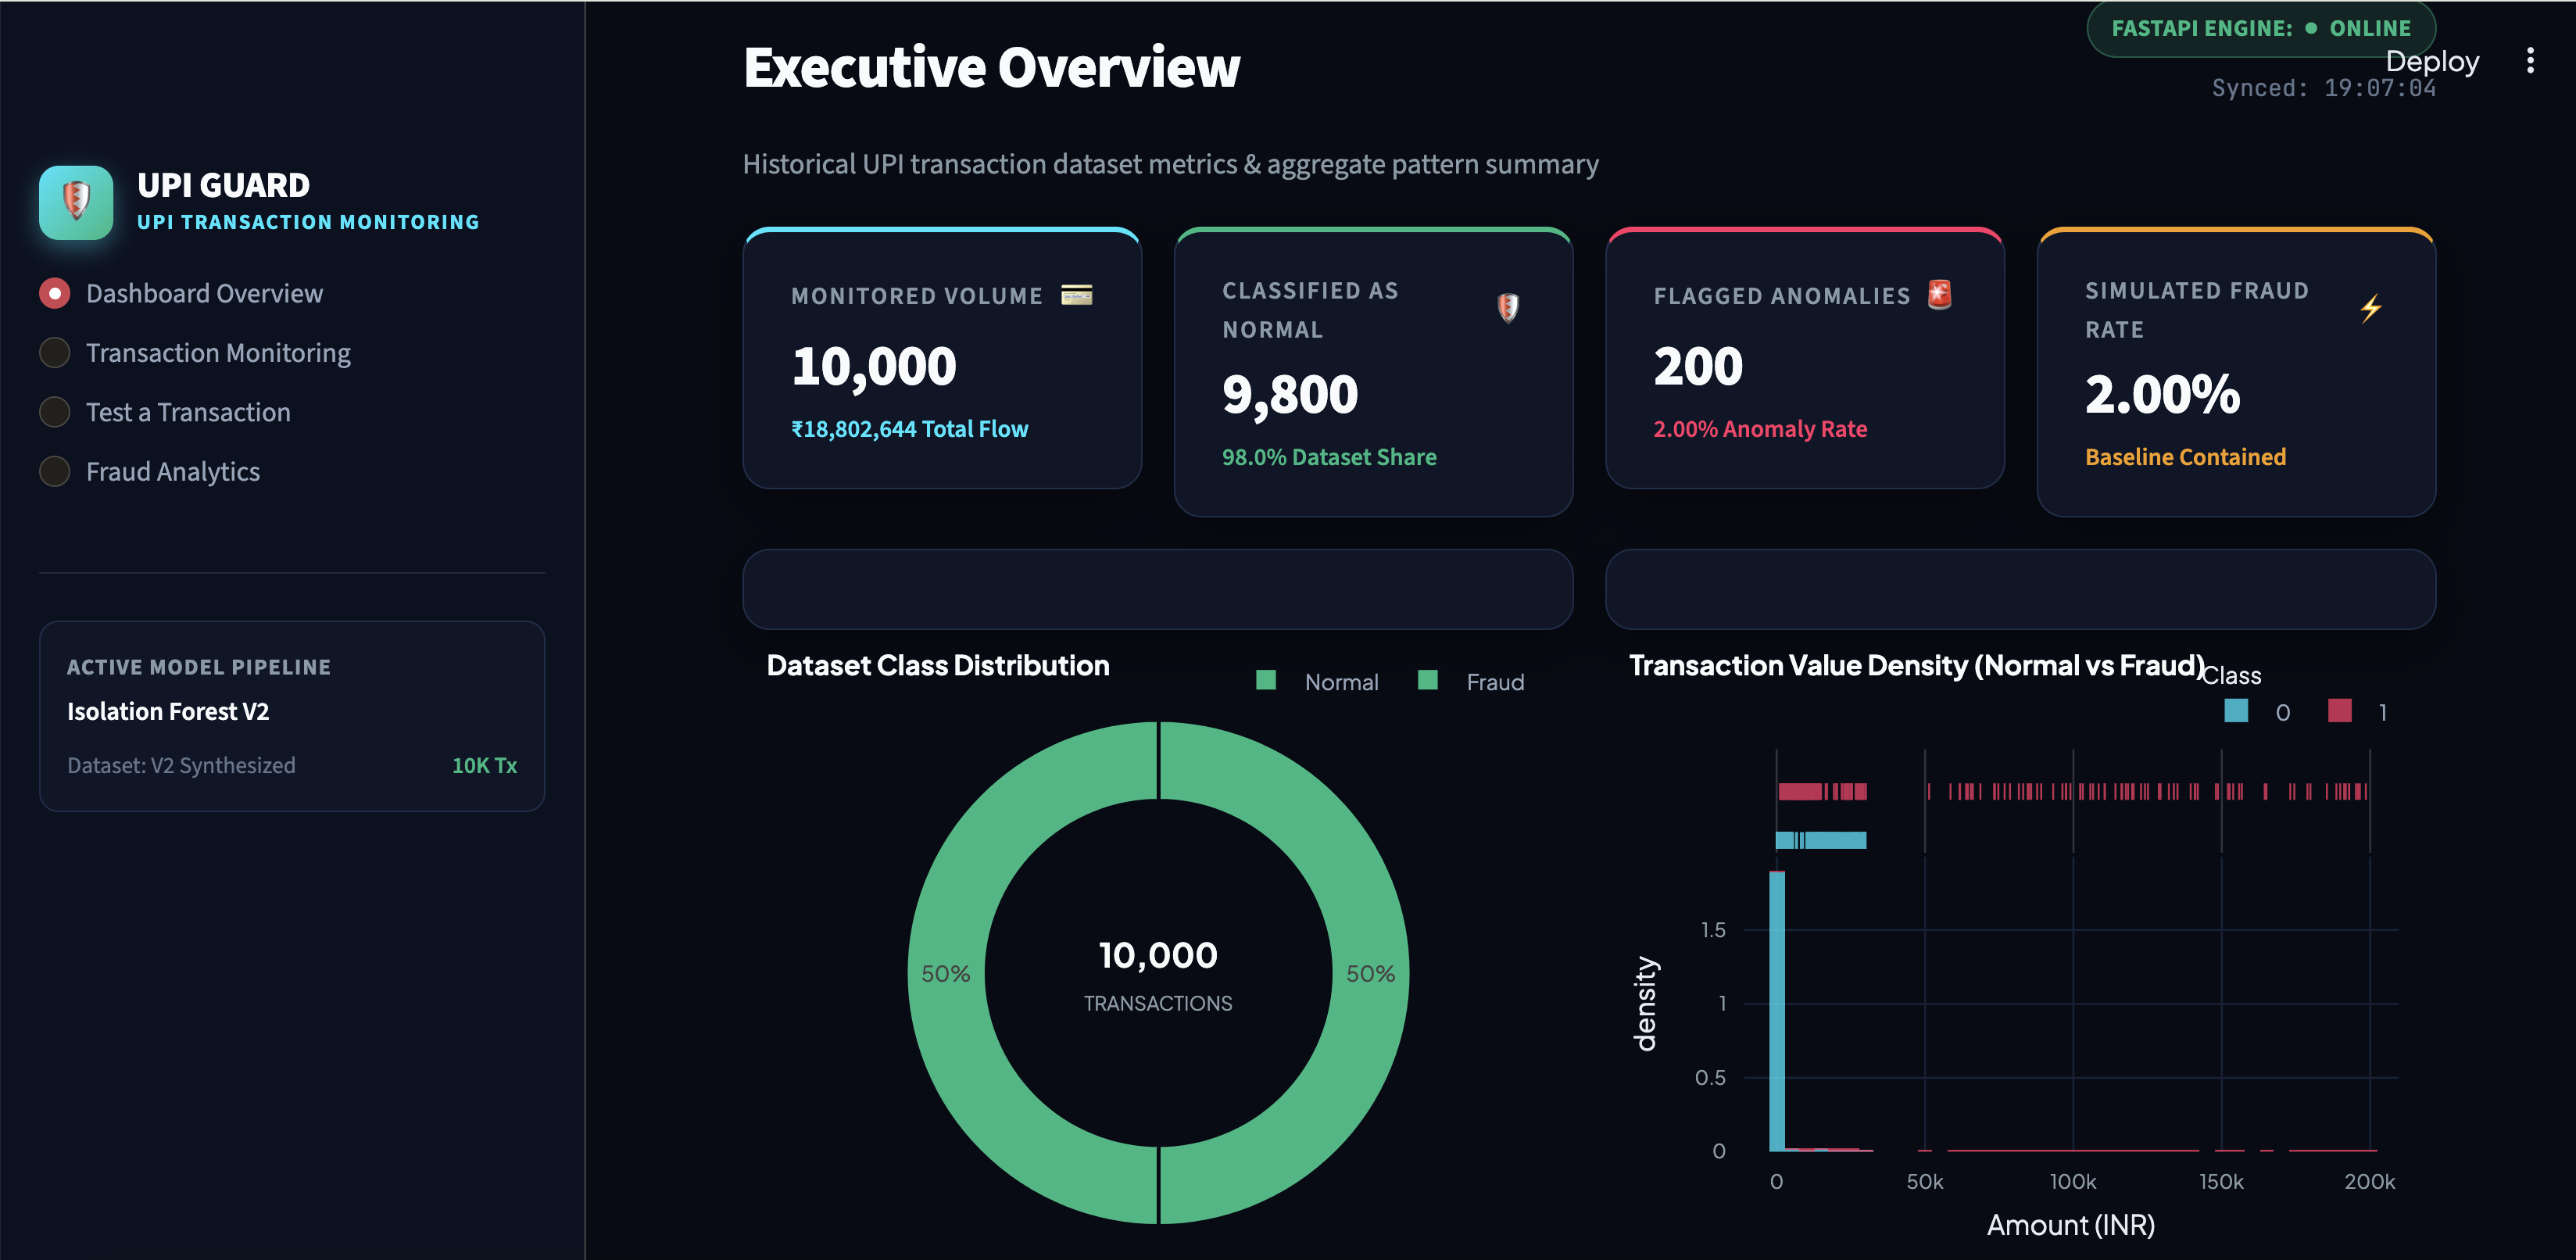 FASTAPI ENGINE: ● ONLINE
Deploy
Synced: 19:07:04
UPI GUARD
UPI TRANSACTION MONITORING
Dashboard Overview
Transaction Monitoring
Test a Transaction
Fraud Analytics
ACTIVE MODEL PIPELINE
Isolation Forest V2
Dataset: V2 Synthesized 10K Tx
Executive Overview
Historical UPI transaction dataset metrics & aggregate pattern summary
MONITORED VOLUME
10,000
₹18,802,644 Total Flow
CLASSIFIED AS
NORMAL
9,800
98.0% Dataset Share
FLAGGED ANOMALIES
200
2.00% Anomaly Rate
SIMULATED FRAUD
RATE
2.00%
Baseline Contained
Dataset Class Distribution
Normal Fraud
50% 50%
10,000
TRANSACTIONS
Transaction Value Density (Normal vs Fraud)
Class
0 1
1.5
1
0.5
0
density
0 50k 100k 150k 200k
Amount (INR)